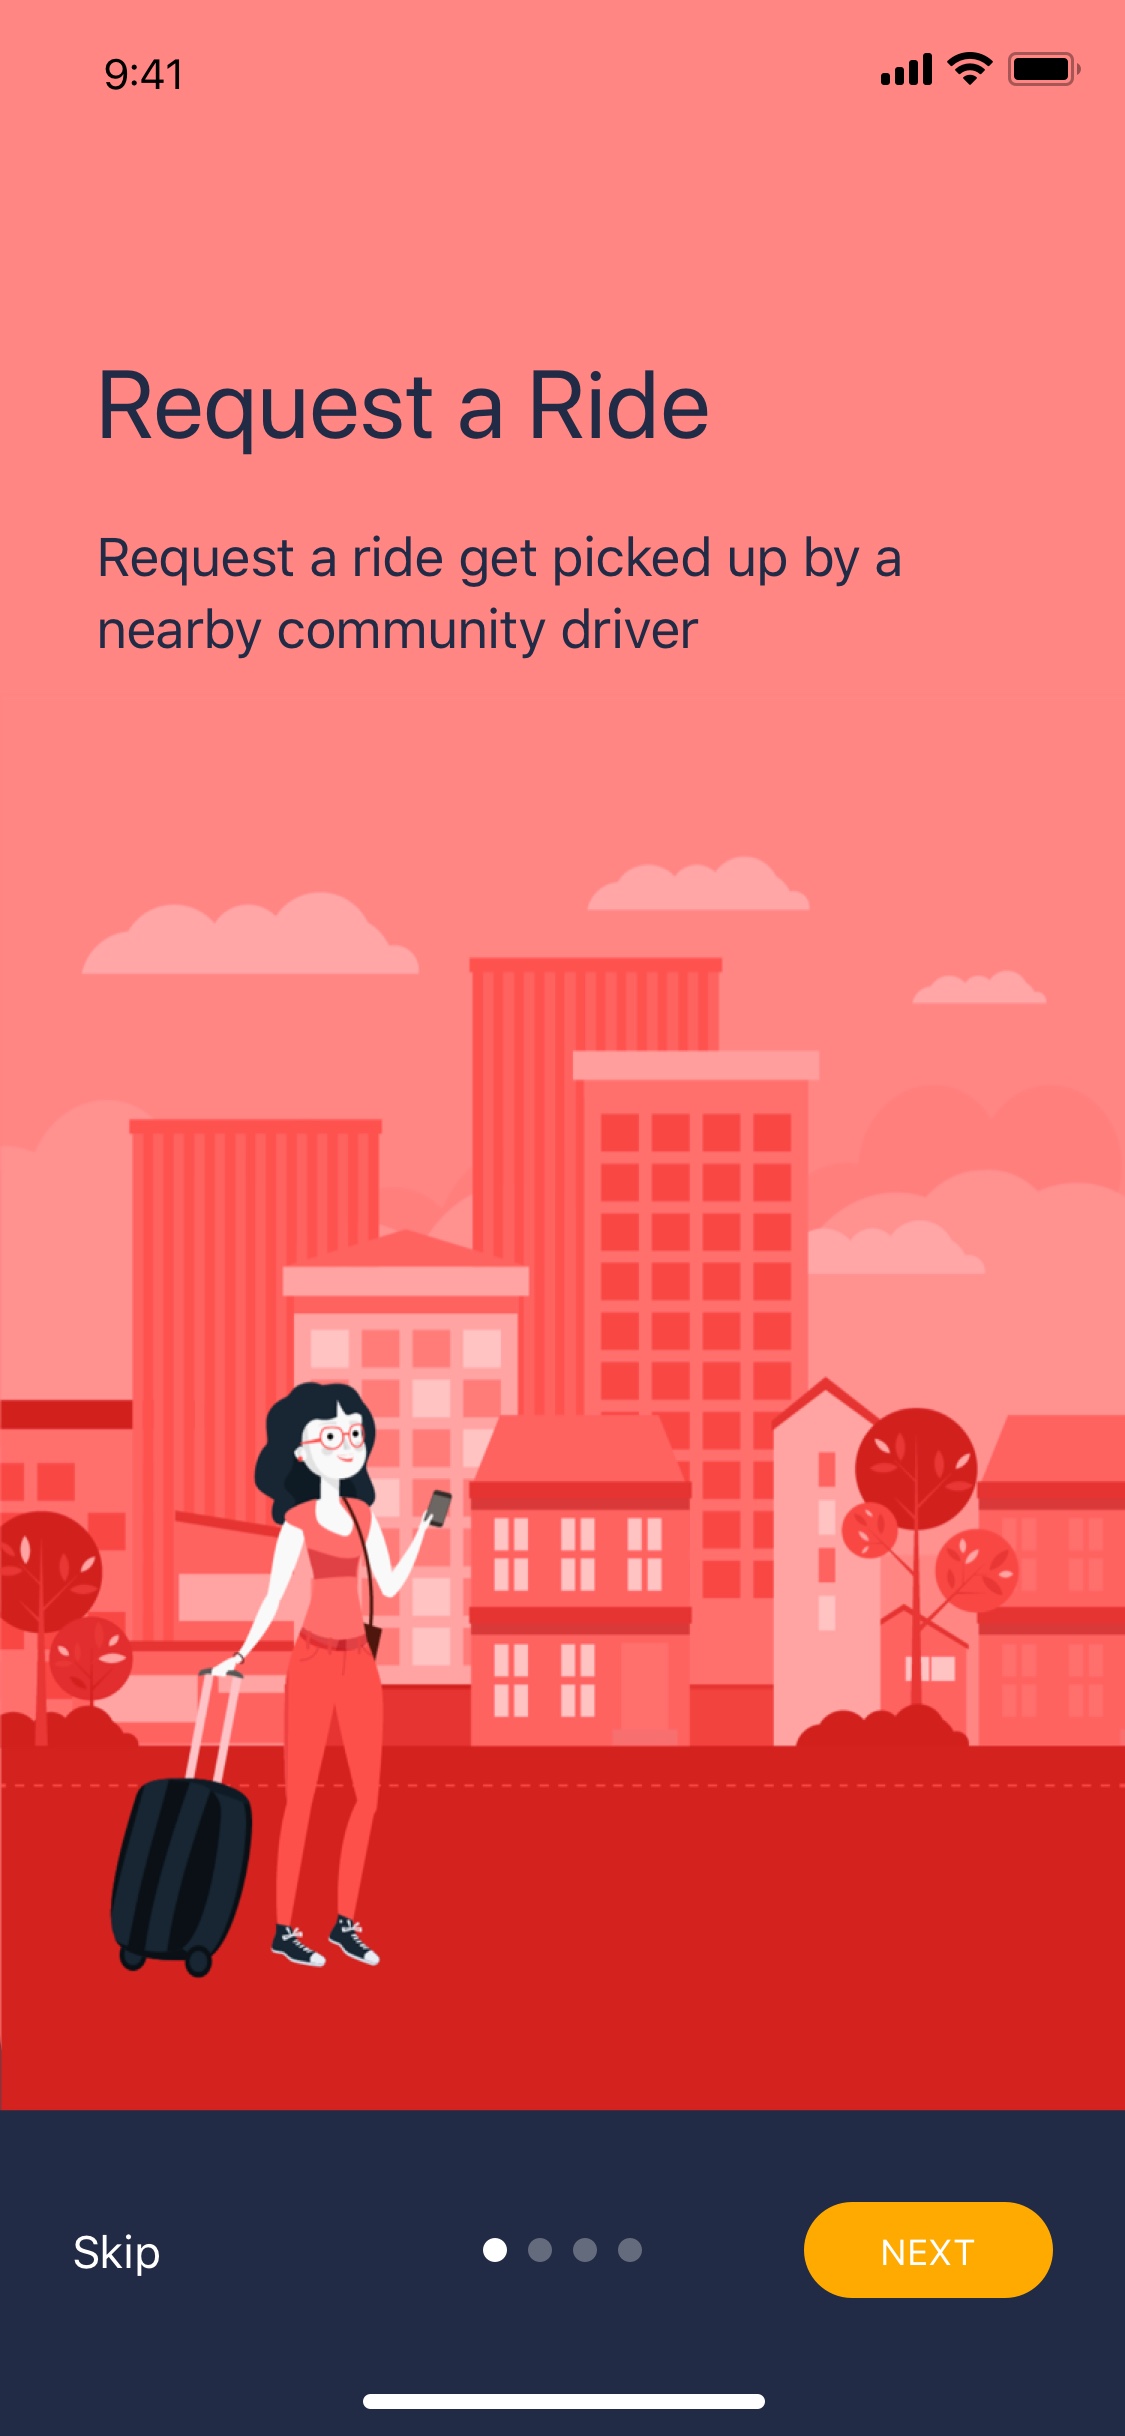 9:41
Request a Ride
Request a ride get picked up by a
nearby community driver
Skip
NEXT